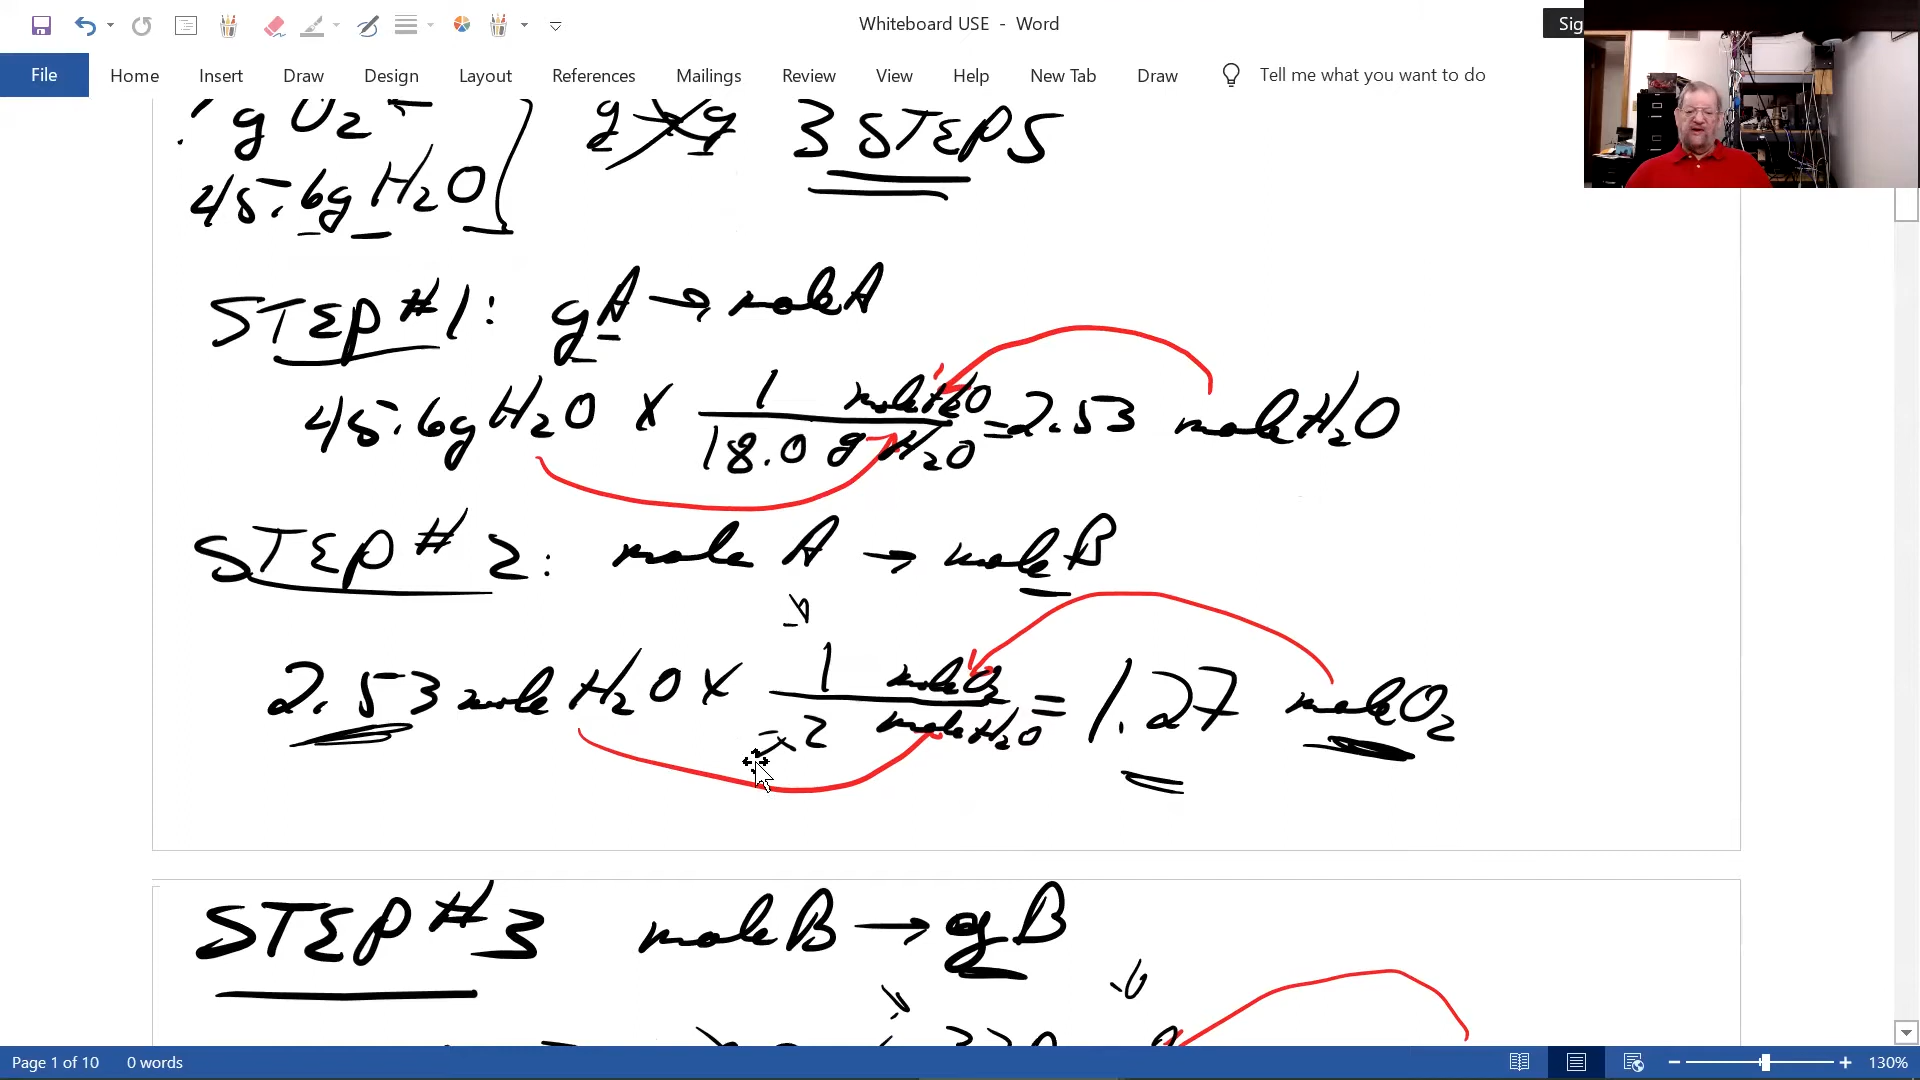 Whiteboard USE - Word
Sig
File Home Insert Draw Design Layout References Mailings Review View Help New Tab Draw Tell me what you want to do
? g O2
g g 3 STEPS
45.6g H2O
STEP #1: gA → mole A
45.6g H2O x 1 mole H2O / 18.0 g H2O = 2.53 mole H2O
STEP # 2: mole A → mole B
2.53 mole H2O x 1 mole O2 / 2 mole H2O = 1.27 mole O2
STEP #3 mole B → gB
Page 1 of 10 0 words 130%